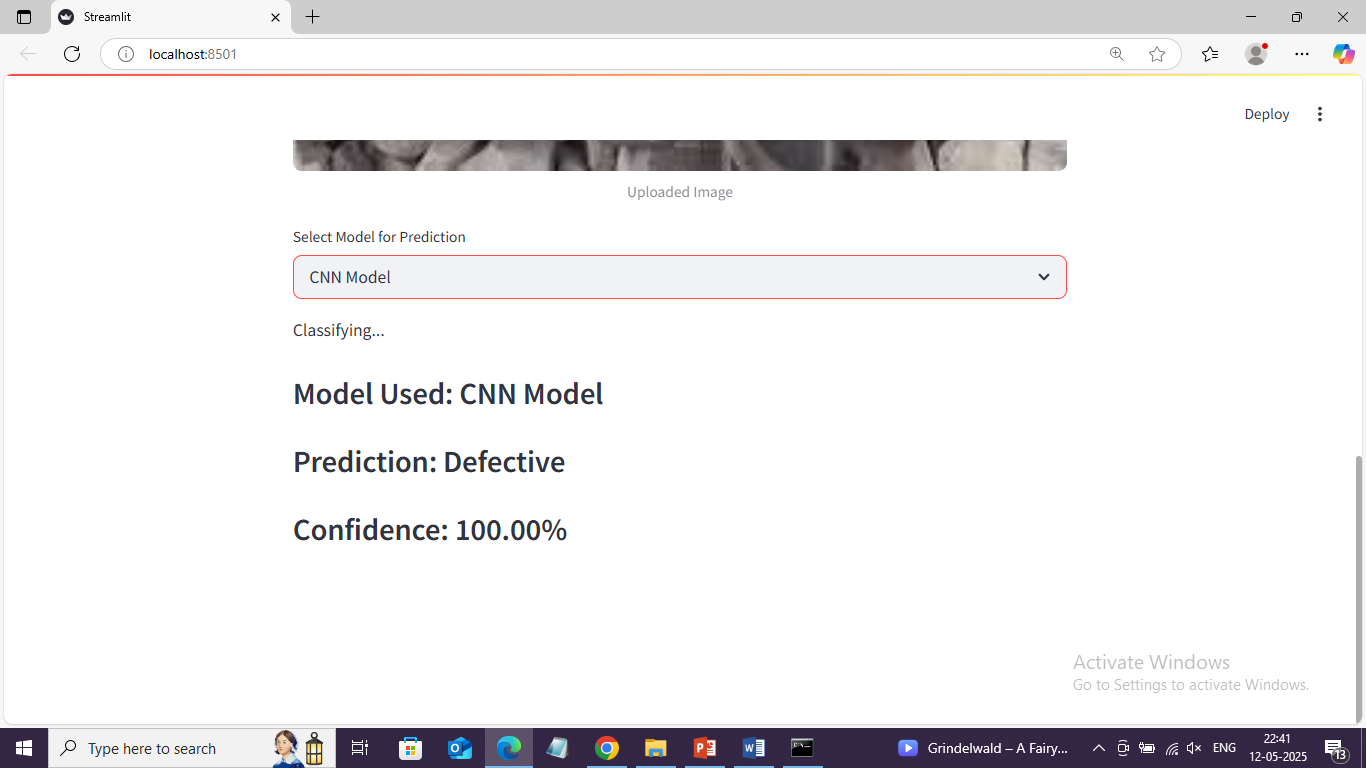 Streamlit
localhost:8501
Deploy
Uploaded Image
Select Model for Prediction
CNN Model
Classifying...
Model Used: CNN Model
Prediction: Defective
Confidence: 100.00%
Activate Windows
Go to Settings to activate Windows.
Type here to search
Grindelwald – A Fairy...
ENG
22:41
12-05-2025
13